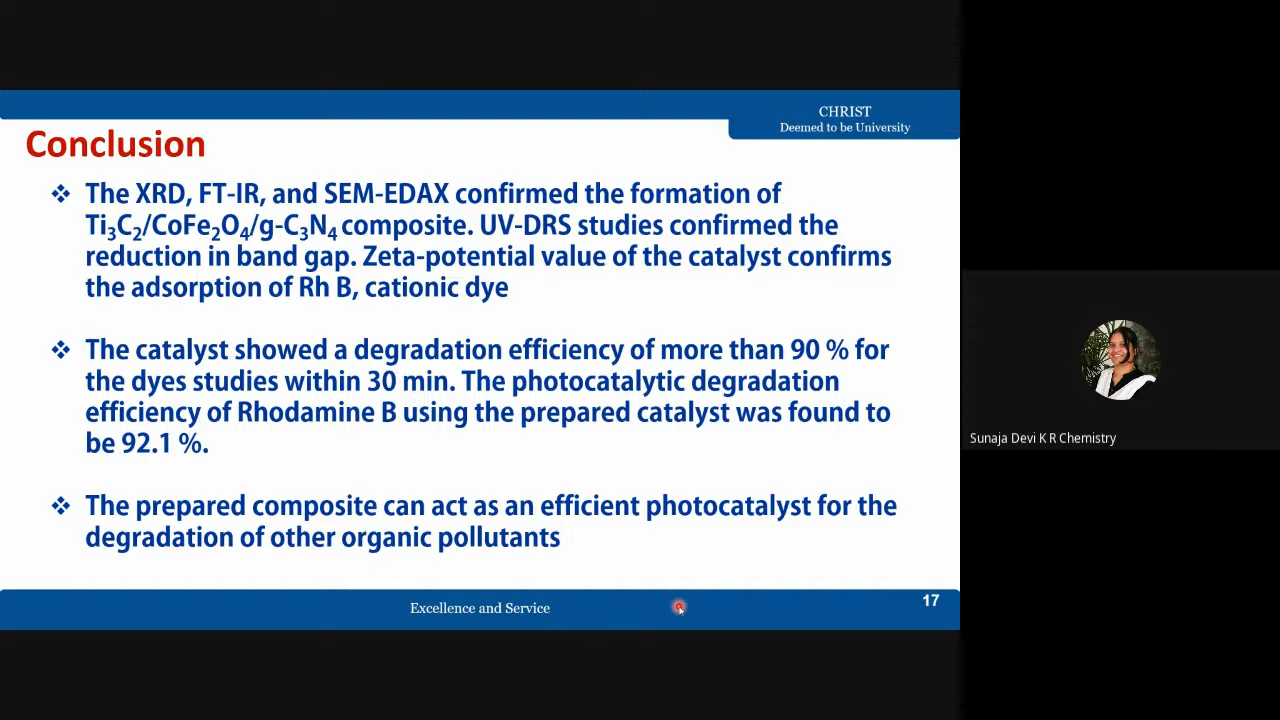 CHRIST
Deemed to be University
Conclusion
❖ The XRD, FT-IR, and SEM-EDAX confirmed the formation of
Ti₃C₂/CoFe₂O₄/g-C₃N₄ composite. UV-DRS studies confirmed the
reduction in band gap. Zeta-potential value of the catalyst confirms
the adsorption of Rh B, cationic dye
❖ The catalyst showed a degradation efficiency of more than 90 % for
the dyes studies within 30 min. The photocatalytic degradation
efficiency of Rhodamine B using the prepared catalyst was found to
be 92.1 %.
❖ The prepared composite can act as an efficient photocatalyst for the
degradation of other organic pollutants
Excellence and Service
17
Sunaja Devi K R Chemistry